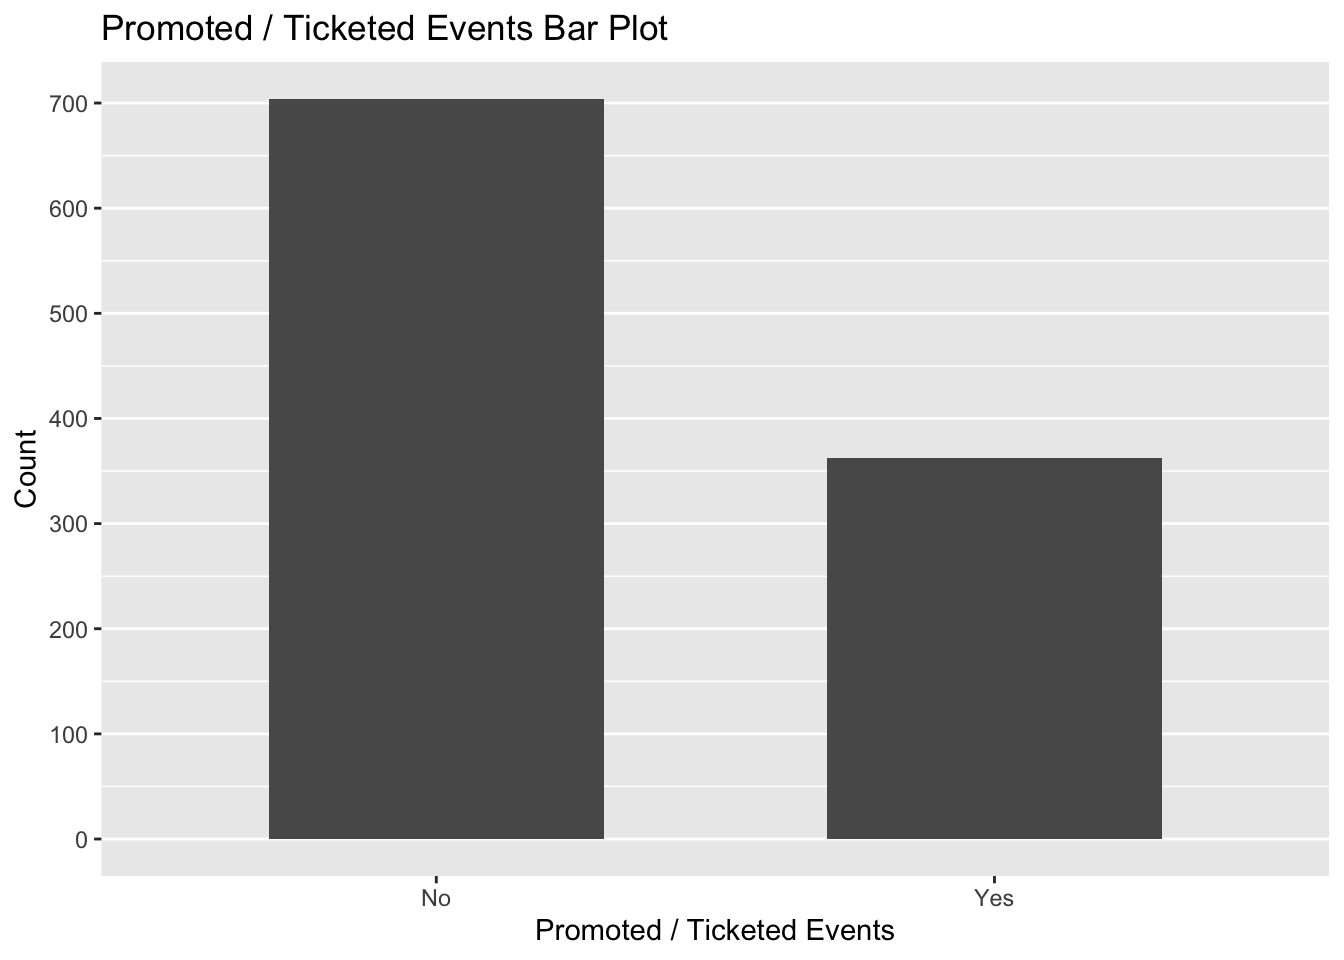 Promoted / Ticketed Events Bar Plot
700
600
500
400
300
200
100
0
Count
No
Yes
Promoted / Ticketed Events